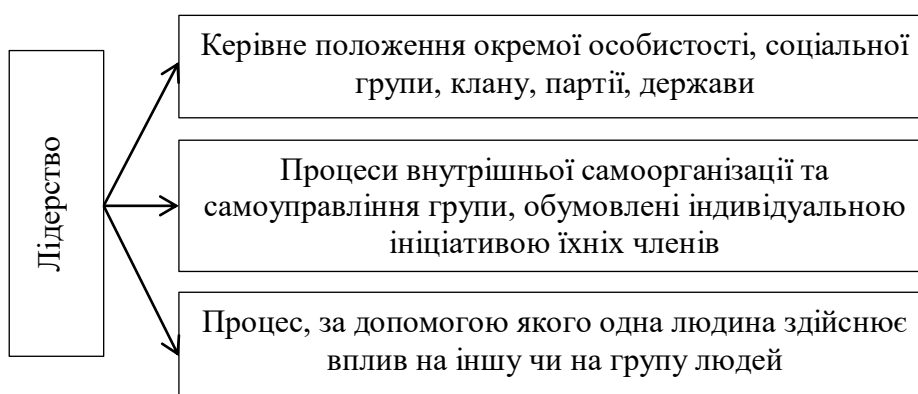 Лідерство
Керівне положення окремої особистості, соціальної
групи, клану, партії, держави
Процеси внутрішньої самоорганізації та
самоуправління групи, обумовлені індивідуальною
ініціативою їхніх членів
Процес, за допомогою якого одна людина здійснює
вплив на іншу чи на групу людей